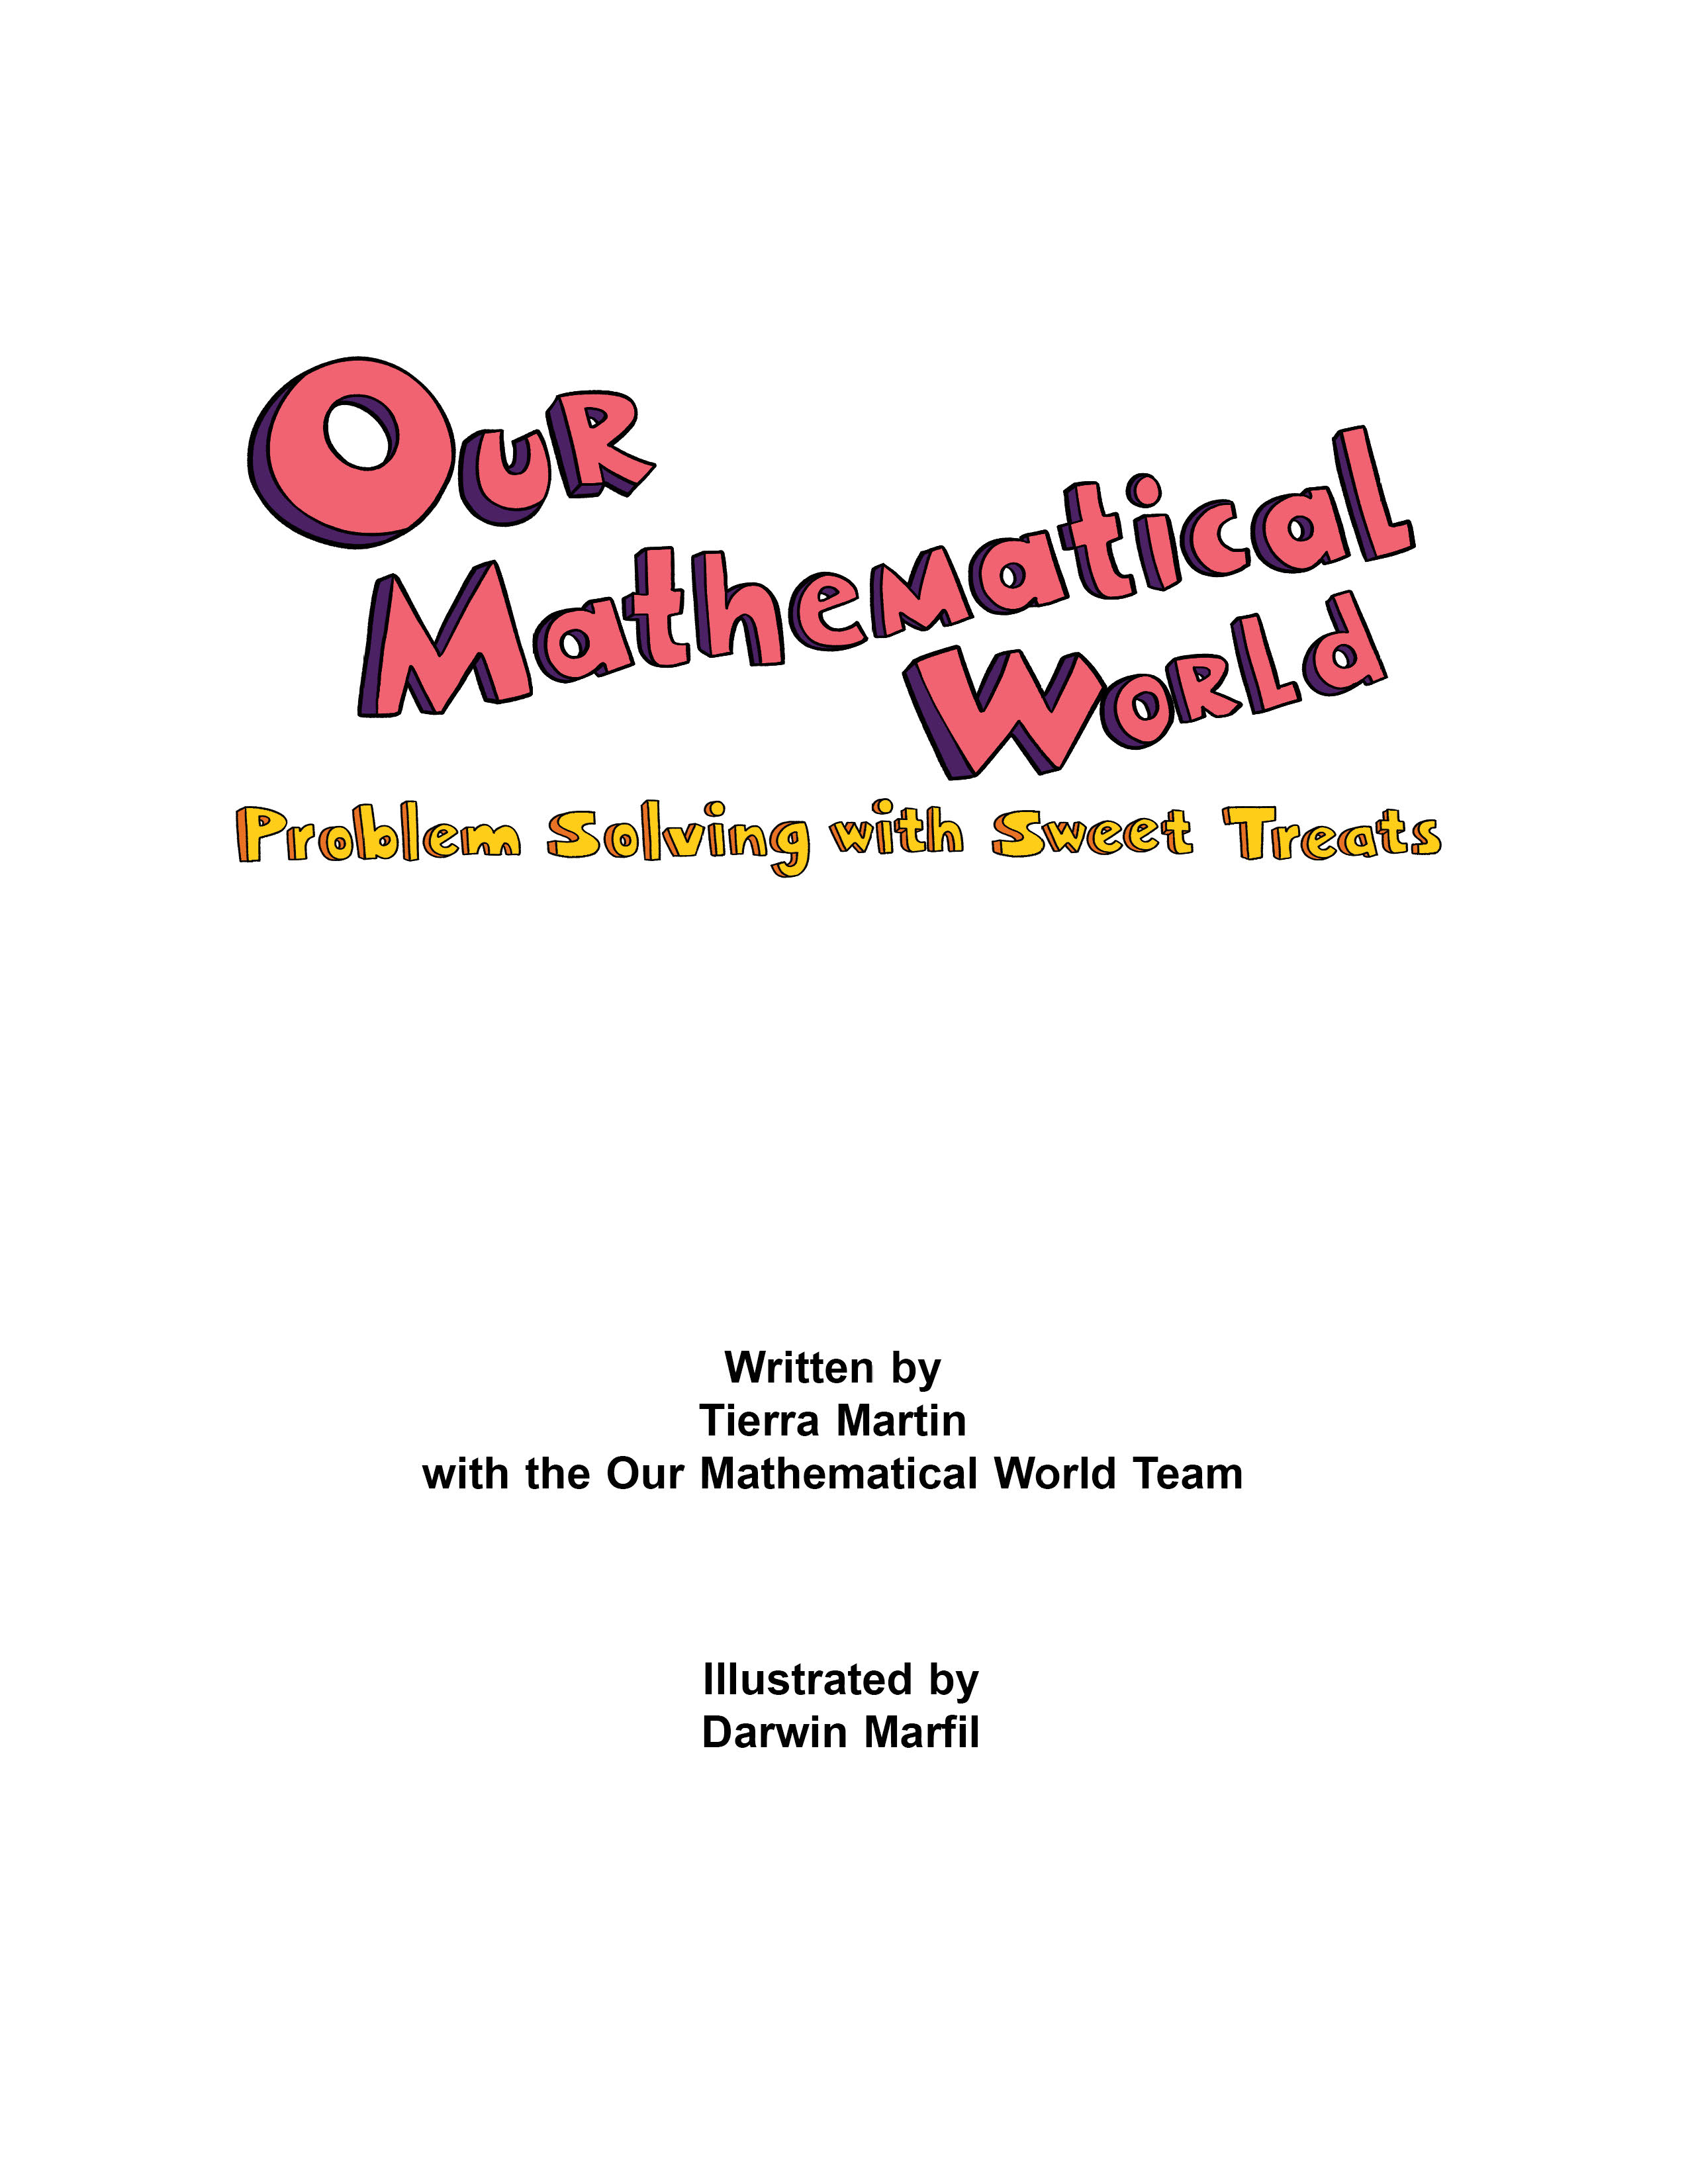 Our
Mathematical
World
Problem Solving with Sweet Treats
Written by
Tierra Martin
with the Our Mathematical World Team
Illustrated by
Darwin Marfil